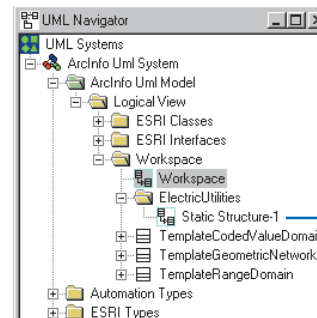 UML Navigator
UML Systems
ArcInfo Uml System
ArcInfo Uml Model
Logical View
ESRI Classes
ESRI Interfaces
Workspace
Workspace
ElectricUtilities
Static Structure-1
TemplateCodedValueDomai
TemplateGeometricNetwork
TemplateRangeDomain
Automation Types
ESRI Types